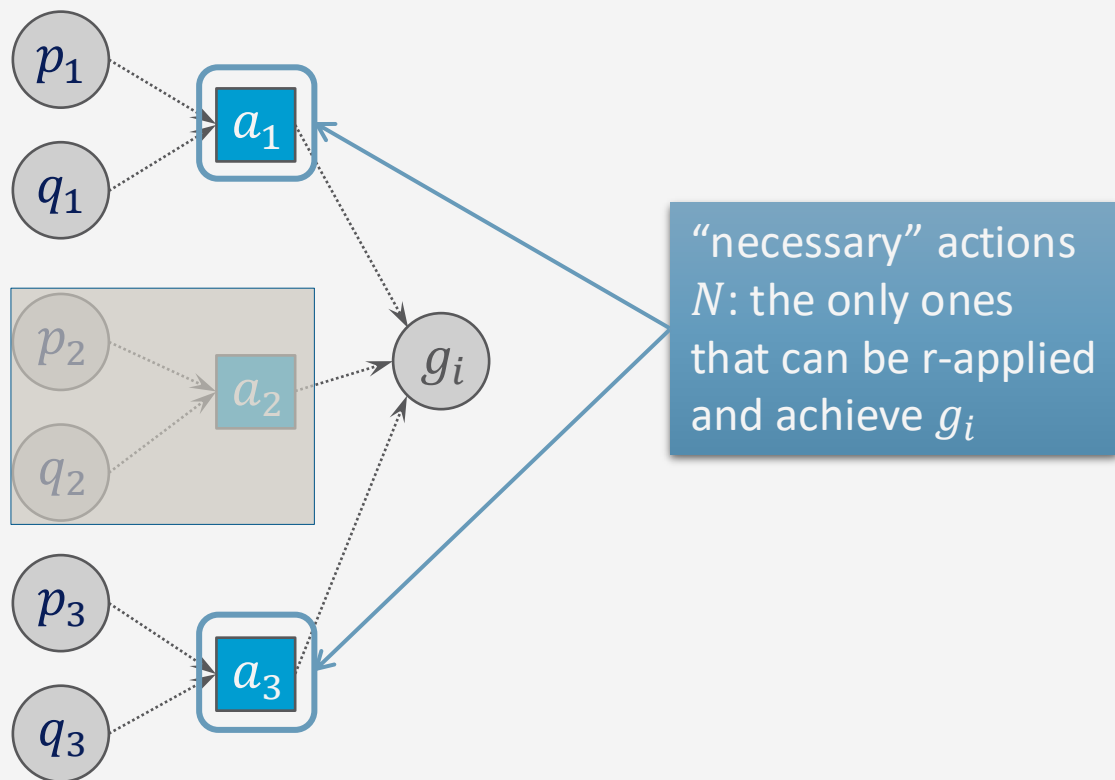 p₁
a₁
q₁
“necessary” actions
N: the only ones
that can be r-applied
and achieve gᵢ
p₂
gᵢ
a₂
q₂
p₃
a₃
q₃